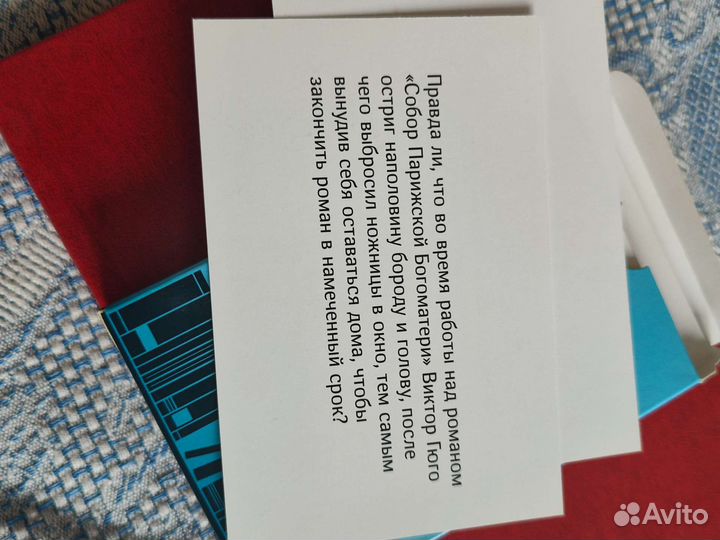 Правда ли, что во время работы над романом
«Собор Парижской Богоматери» Виктор Гюго
остриг наполовину бороду и голову, после
чего выбросил ножницы в окно, тем самым
вынудив себя оставаться дома, чтобы
закончить роман в намеченный срок?
Avito